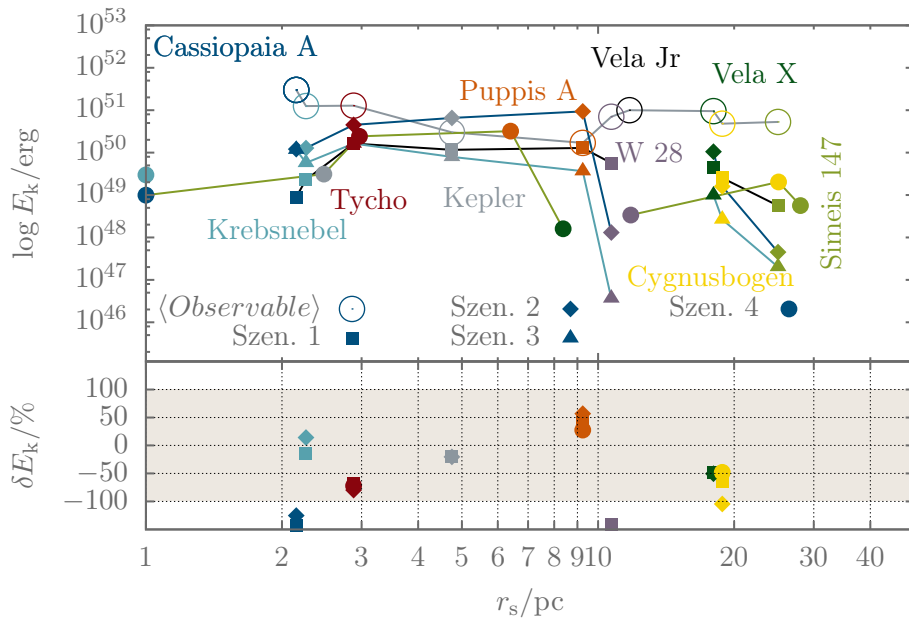 10^53
10^52
10^51
10^50
10^49
10^48
10^47
10^46
log E_k/erg
Cassiopaia A
Vela Jr
Vela X
Puppis A
W 28
Tycho
Kepler
Krebsnebel
Cygnusbogen
Simeis 147
⟨Observable⟩
Szen. 2
Szen. 4
Szen. 1
Szen. 3
100
50
0
−50
−100
δE_k/%
1 2 3 4 5 6 7 8 9 10 20 30
r_s/pc